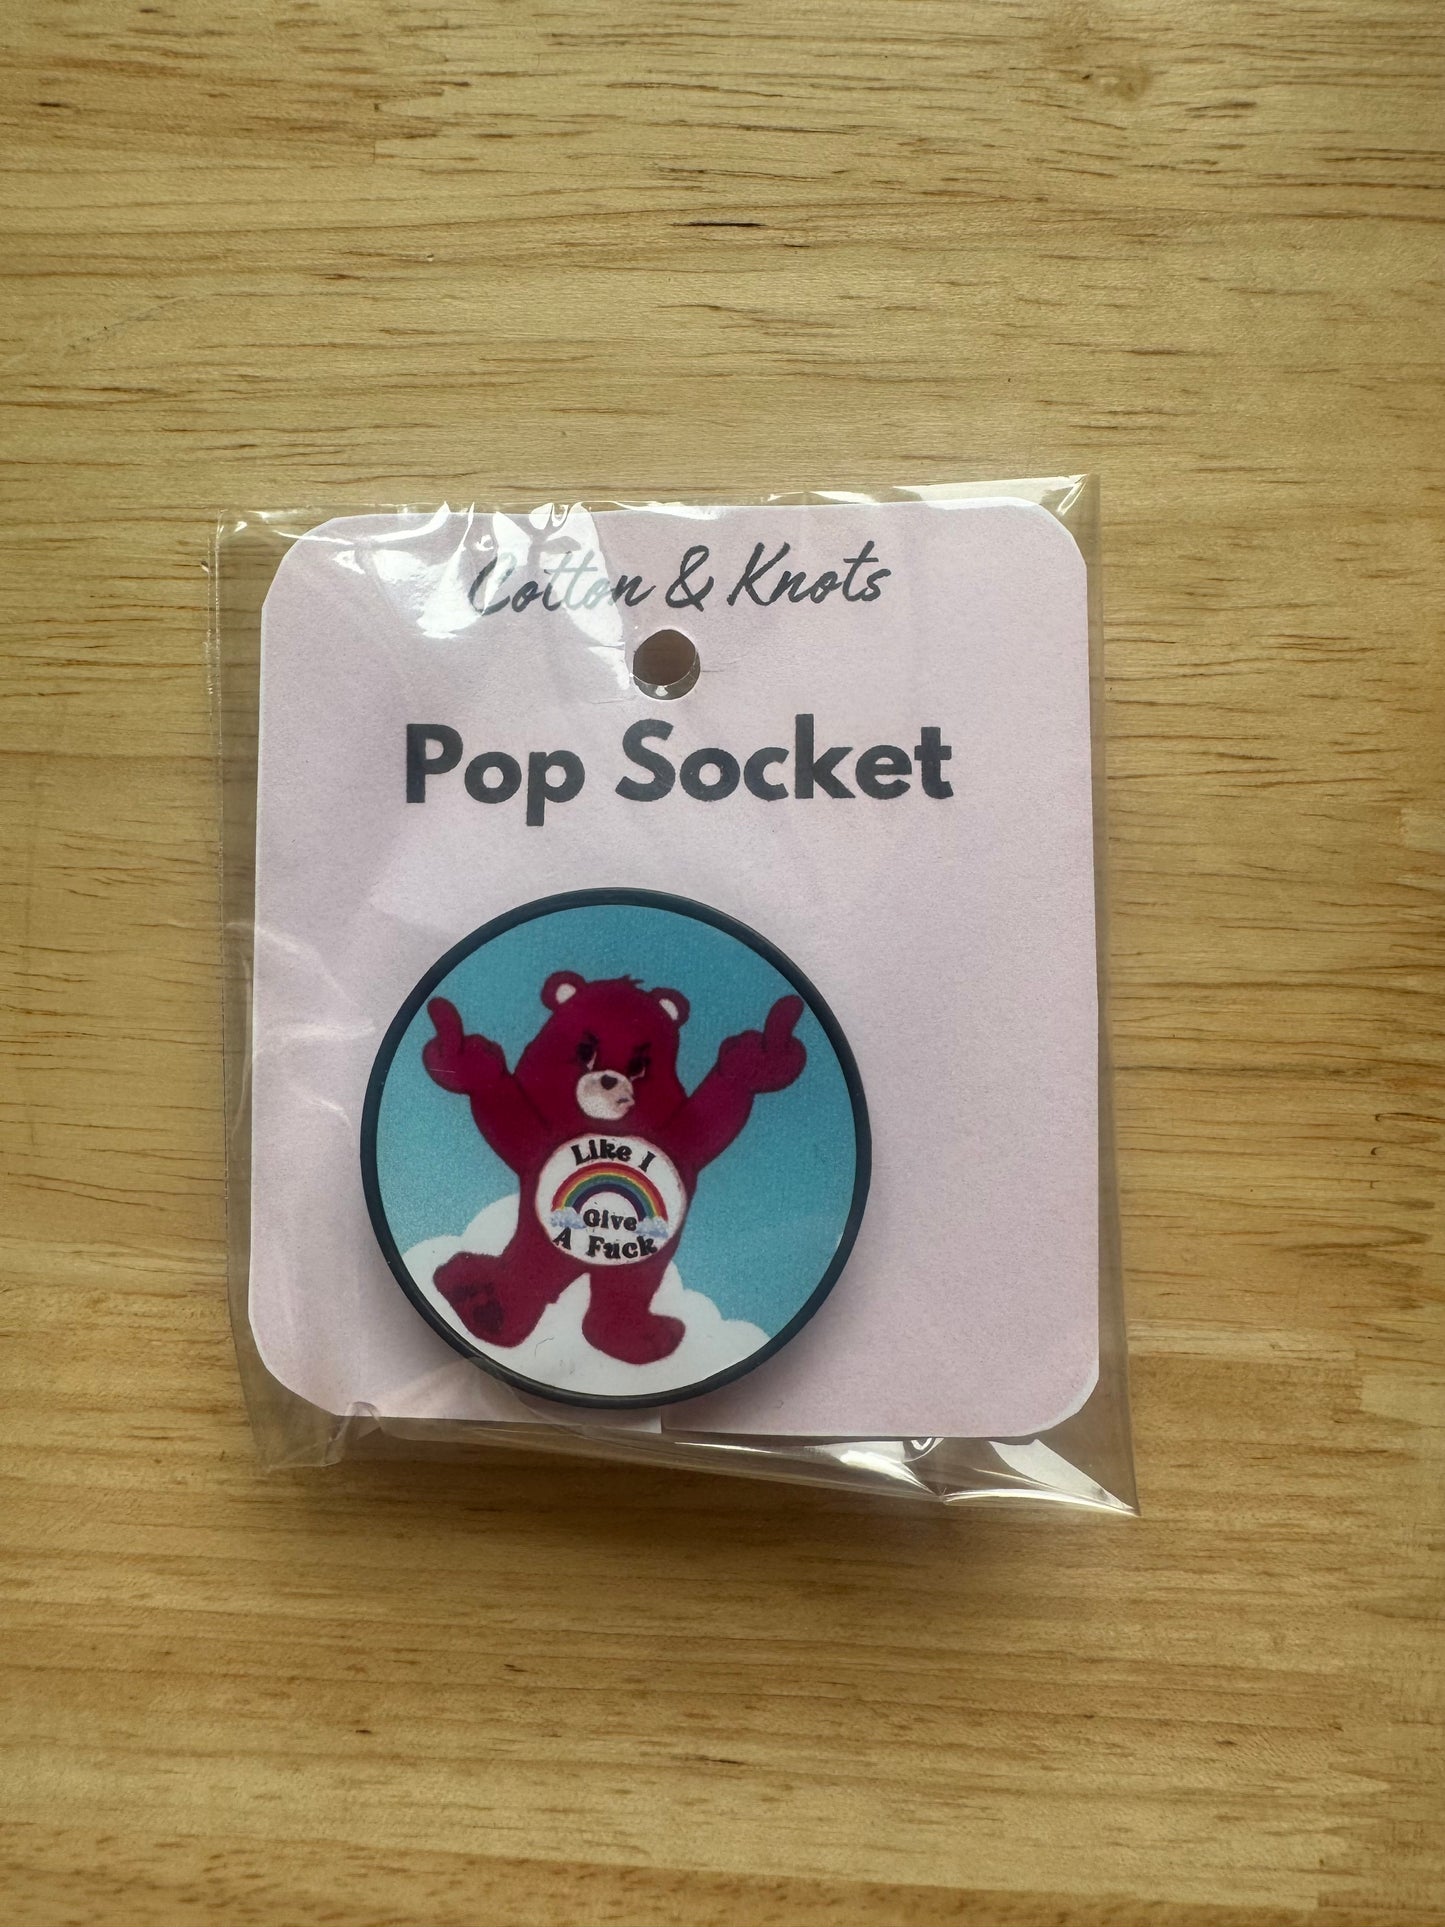 Cotton & Knots
Pop Socket
Like I
Give
A Fuck